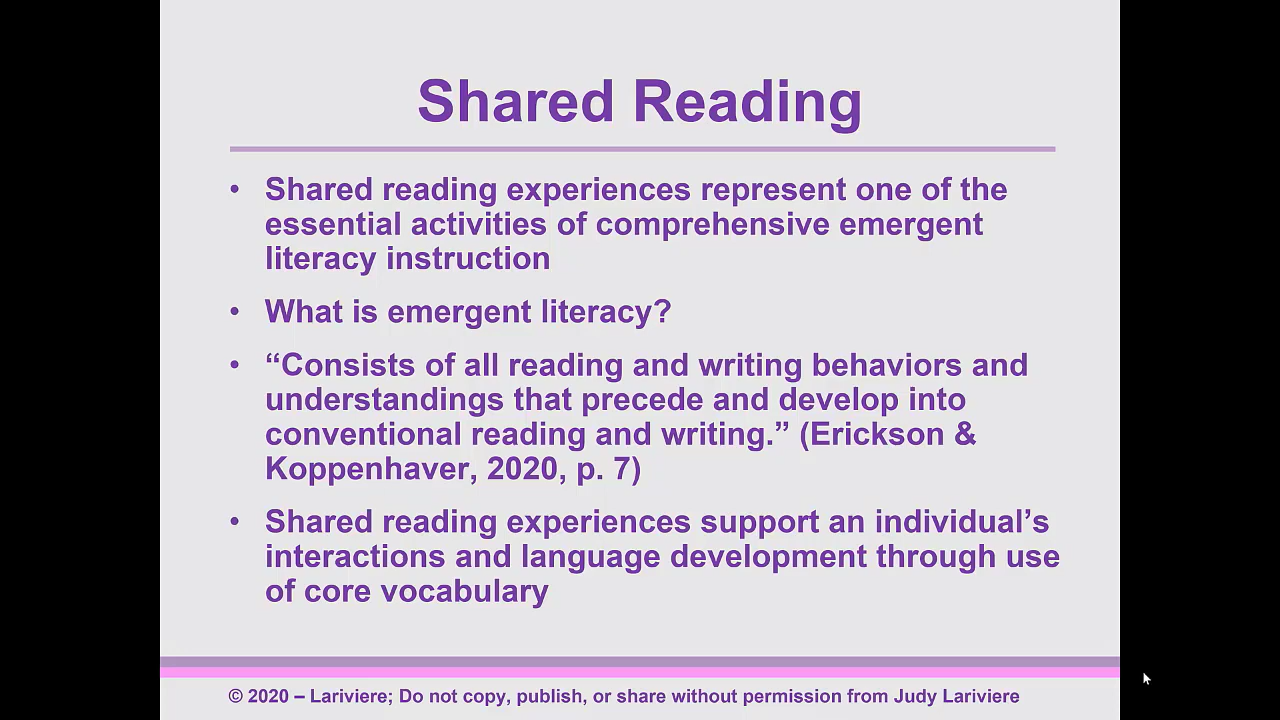 Shared Reading
• Shared reading experiences represent one of the
essential activities of comprehensive emergent
literacy instruction
• What is emergent literacy?
• “Consists of all reading and writing behaviors and
understandings that precede and develop into
conventional reading and writing.” (Erickson &
Koppenhaver, 2020, p. 7)
• Shared reading experiences support an individual’s
interactions and language development through use
of core vocabulary
© 2020 – Lariviere; Do not copy, publish, or share without permission from Judy Lariviere